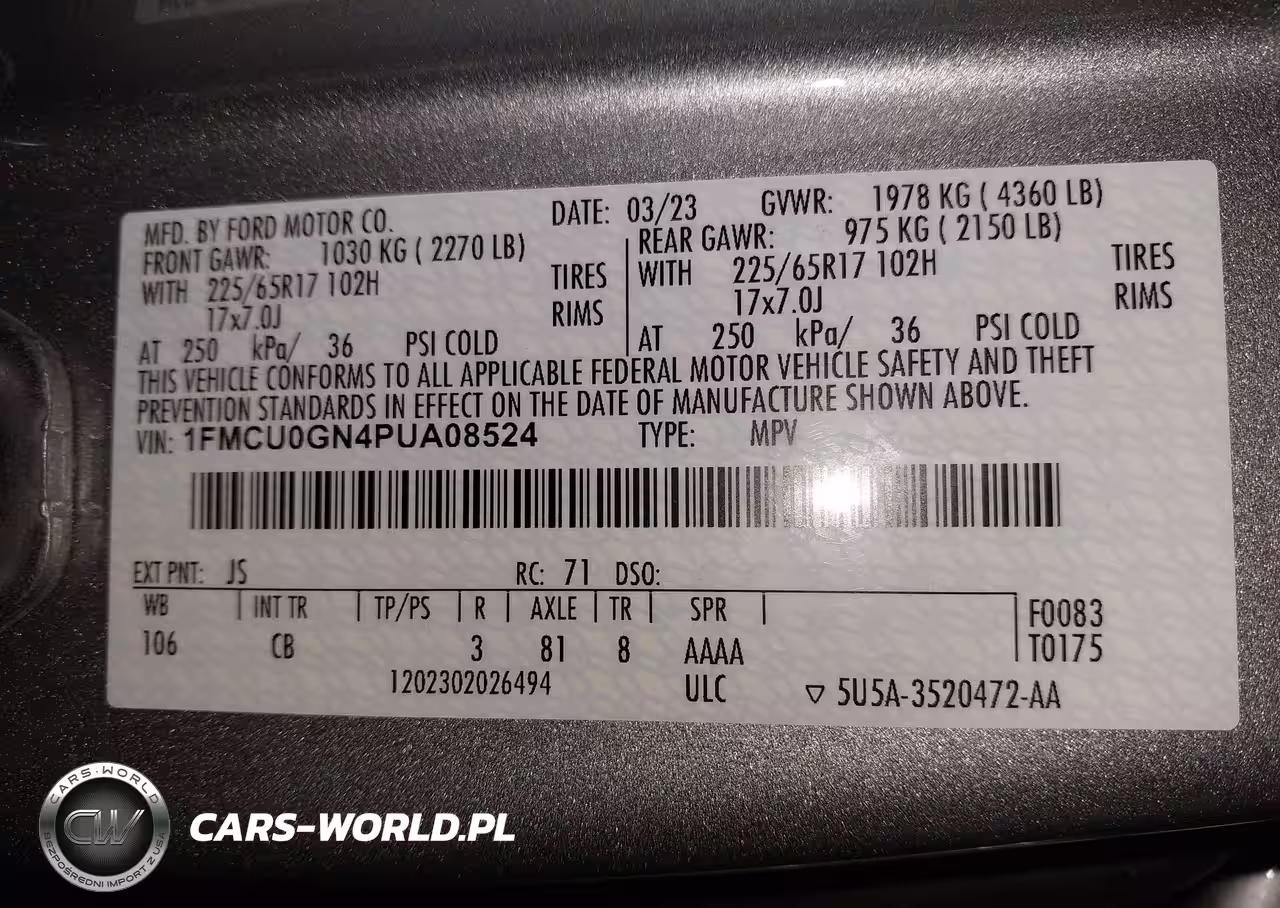 MFD. BY FORD MOTOR CO. DATE: 03/23 GVWR: 1978 KG ( 4360 LB)
FRONT GAWR: 1030 KG ( 2270 LB) REAR GAWR: 975 KG ( 2150 LB)
WITH 225/65R17 102H TIRES WITH 225/65R17 102H TIRES
17x7.0J RIMS 17x7.0J RIMS
AT 250 kPa/ 36 PSI COLD AT 250 kPa/ 36 PSI COLD
THIS VEHICLE CONFORMS TO ALL APPLICABLE FEDERAL MOTOR VEHICLE SAFETY AND THEFT
PREVENTION STANDARDS IN EFFECT ON THE DATE OF MANUFACTURE SHOWN ABOVE.
VIN: 1FMCU0GN4PUA08524 TYPE: MPV
EXT PNT: JS RC: 71 DSO:
WB INT TR TP/PS R AXLE TR SPR F0083
106 CB 3 81 8 AAAA T0175
1202302026494 ULC ▽ 5U5A-3520472-AA
CARS-WORLD
CW
BEZPOŚREDNI IMPORT Z USA
CARS-WORLD.PL